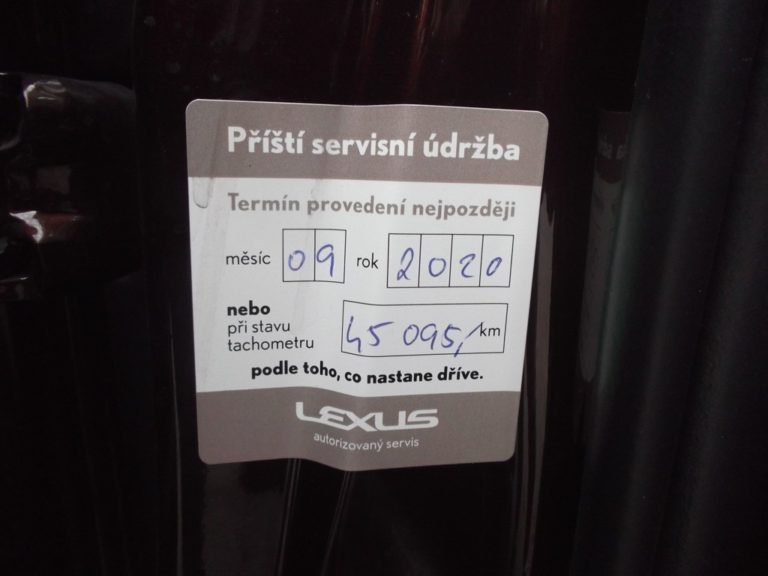 Příští servisní údržba
Termín provedení nejpozději
měsíc 09 rok 2020
nebo
při stavu
tachometru 45 095,/km
podle toho, co nastane dříve.
LEXUS
autorizovaný servis